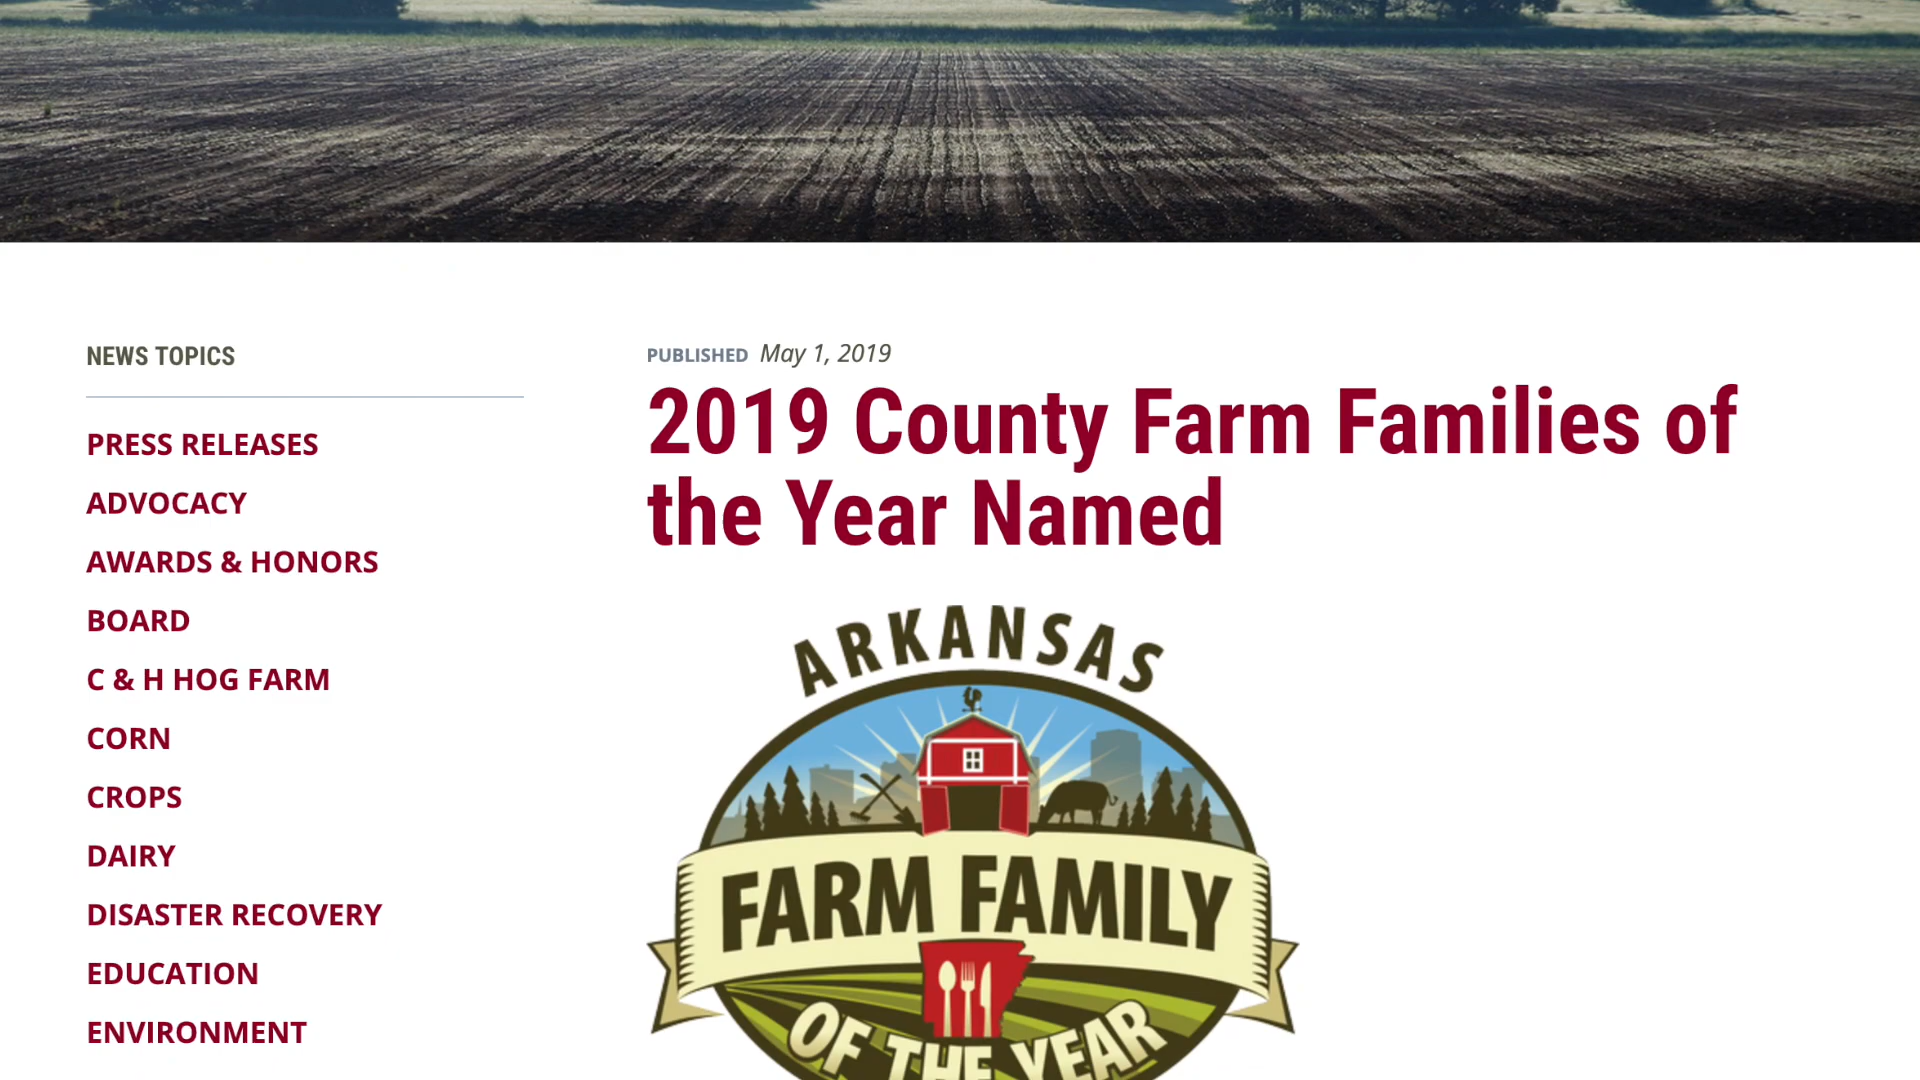 NEWS TOPICS
PRESS RELEASES
ADVOCACY
AWARDS & HONORS
BOARD
C & H HOG FARM
CORN
CROPS
DAIRY
DISASTER RECOVERY
EDUCATION
ENVIRONMENT
PUBLISHED May 1, 2019
2019 County Farm Families of
the Year Named
ARKANSAS
FARM FAMILY
OF THE YEAR